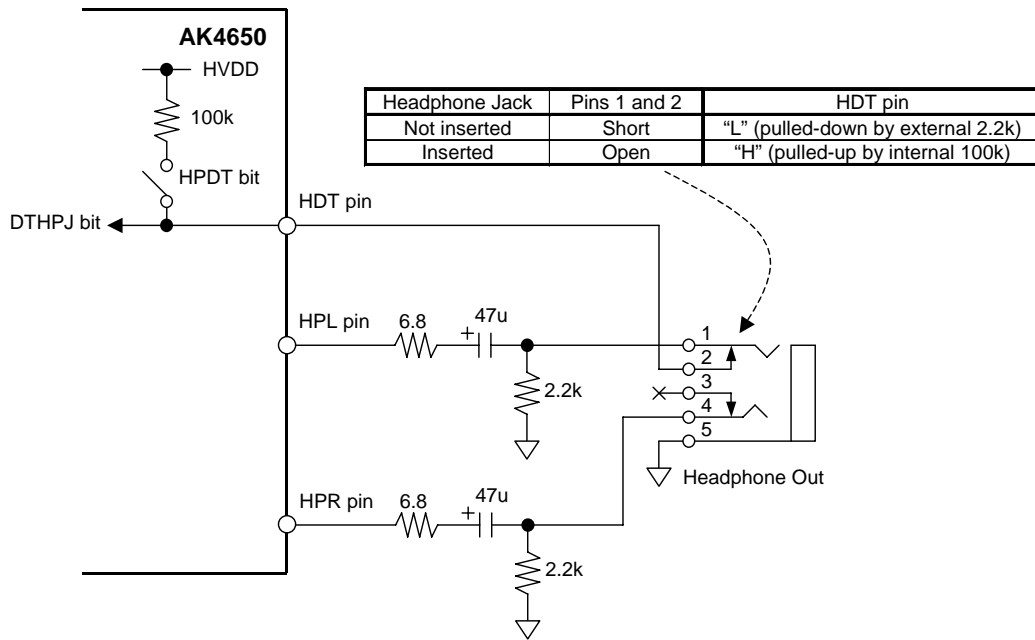 AK4650
HVDD
100k
HPDT bit
DTHPJ bit
Headphone Jack Pins 1 and 2 HDT pin
Not inserted Short “L” (pulled-down by external 2.2k)
Inserted Open “H” (pulled-up by internal 100k)
HDT pin
HPL pin
6.8
+
47u
2.2k
1
2
3
4
5
Headphone Out
HPR pin
6.8
+
47u
2.2k